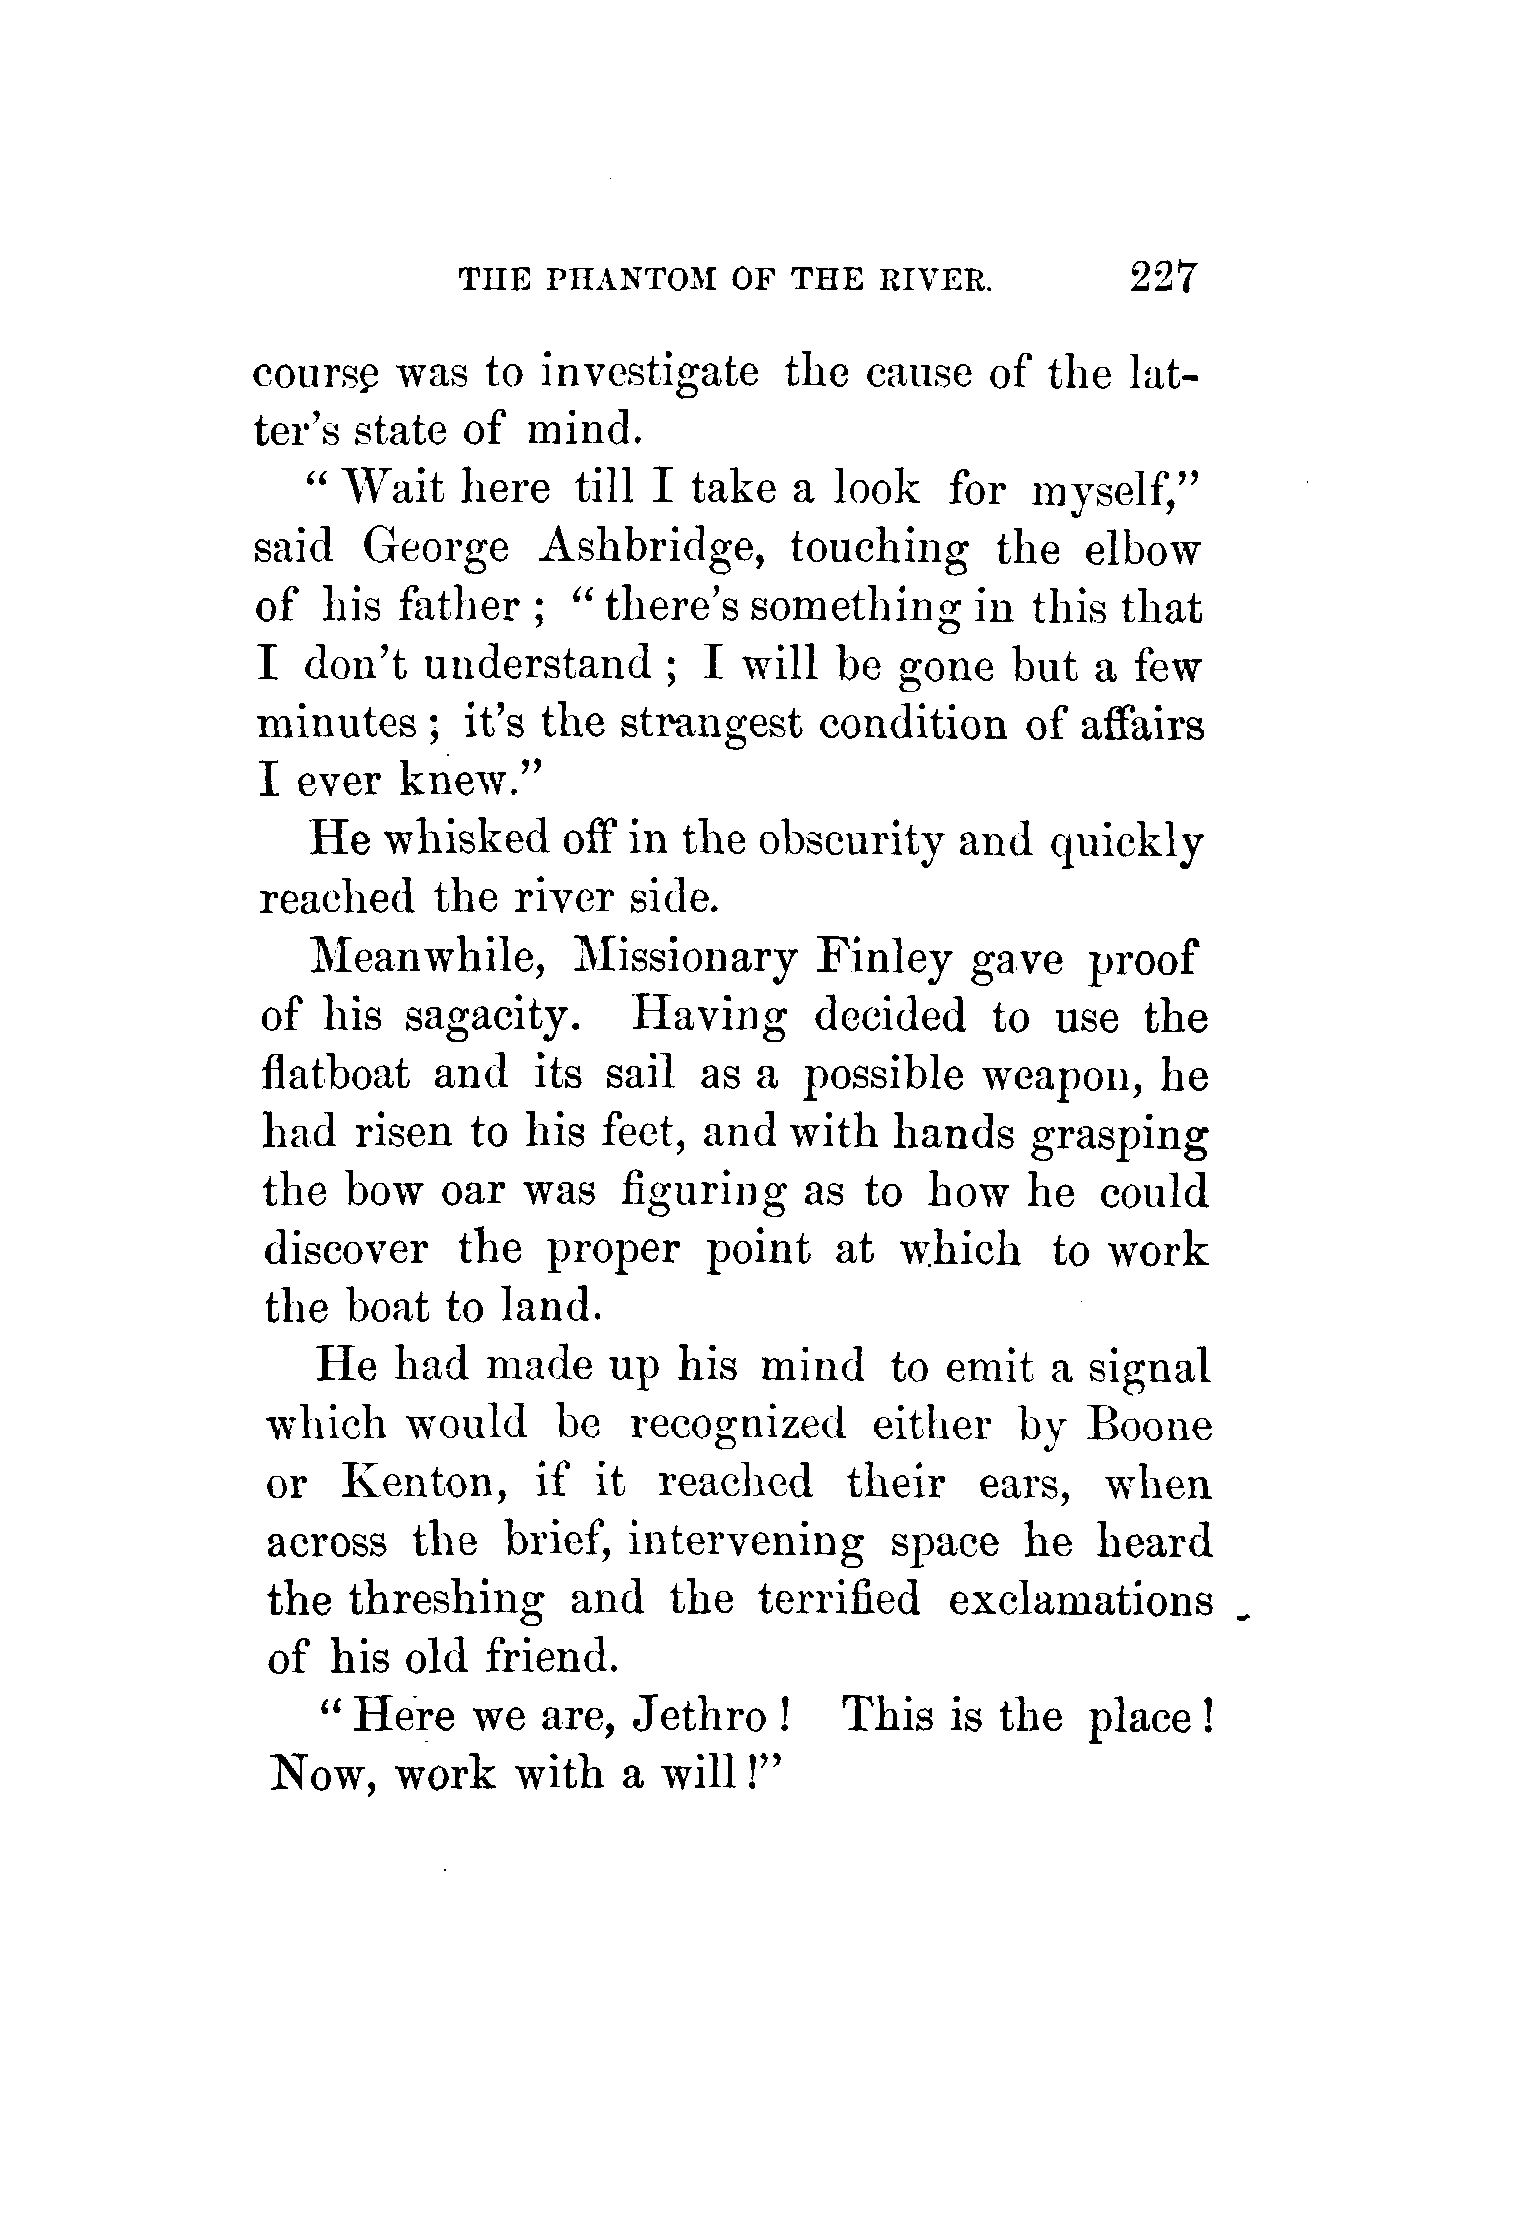 THE PHANTOM OF THE RIVER. 227
course was to investigate the cause of the lat-
ter's state of mind.
“ Wait here till I take a look for myself,”
said George Ashbridge, touching the elbow
of his father ; “ there's something in this that
I don't understand ; I will be gone but a few
minutes ; it's the strangest condition of affairs
I ever knew.”
He whisked off in the obscurity and quickly
reached the river side.
Meanwhile, Missionary Finley gave proof
of his sagacity. Having decided to use the
flatboat and its sail as a possible weapon, he
had risen to his feet, and with hands grasping
the bow oar was figuring as to how he could
discover the proper point at which to work
the boat to land.
He had made up his mind to emit a signal
which would be recognized either by Boone
or Kenton, if it reached their ears, when
across the brief, intervening space he heard
the threshing and the terrified exclamations
of his old friend.
“ Here we are, Jethro ! This is the place !
Now, work with a will !”